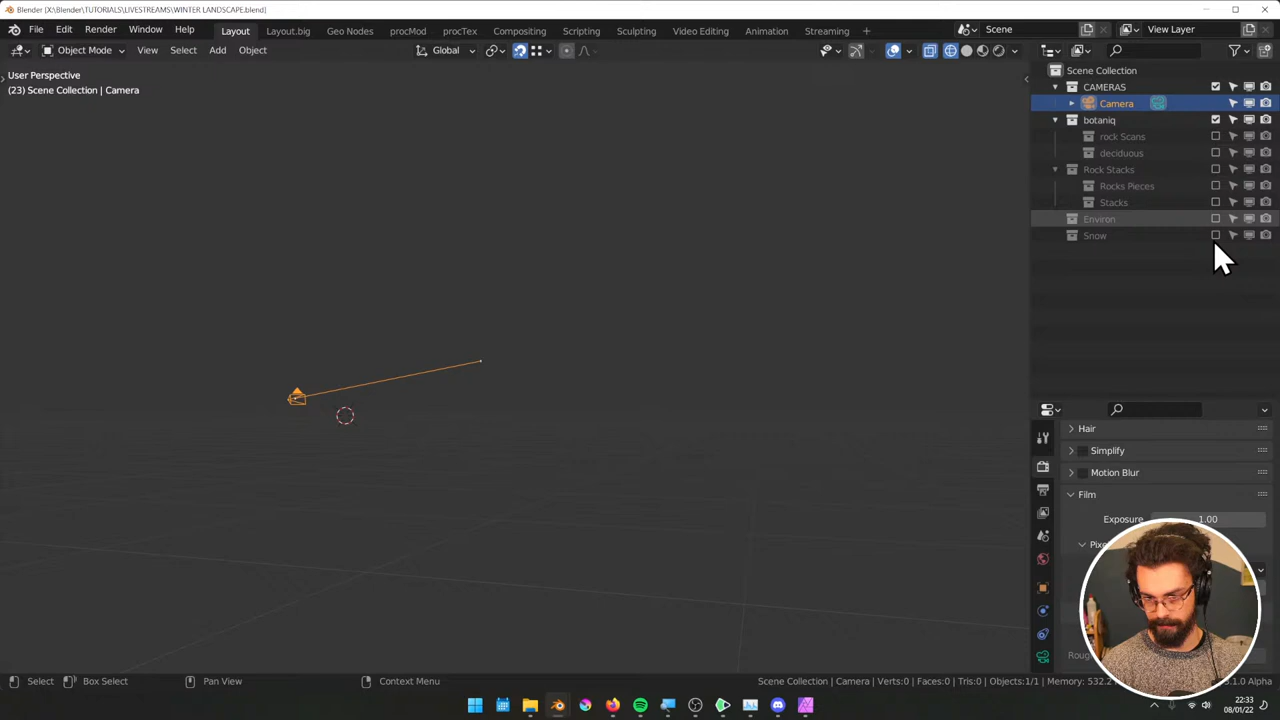 Blender [X:\Blender\TUTORIALS\LIVESTREAMS\WINTER LANDSCAPE.blend]
File Edit Render Window Help Layout Layout.big Geo Nodes procMod procTex Compositing Scripting Sculpting Video Editing Animation Rendering Streaming + Scene View Layer
Object Mode View Select Add Object Global
User Perspective
(23) Scene Collection | Camera
Scene Collection
CAMERAS
Camera
botaniq
rock Scans
deciduous
Rock Stacks
Rocks Pieces
Stacks
Environ
Snow
Hair
Simplify
Motion Blur
Film
Exposure 1.00
Select Box Select Pan View Context Menu Scene Collection | Camera | Verts:0 | Faces:0 | Tris:0 | Objects:1/1 | Memory: 532.2
Alpha
22:33
08/01/22